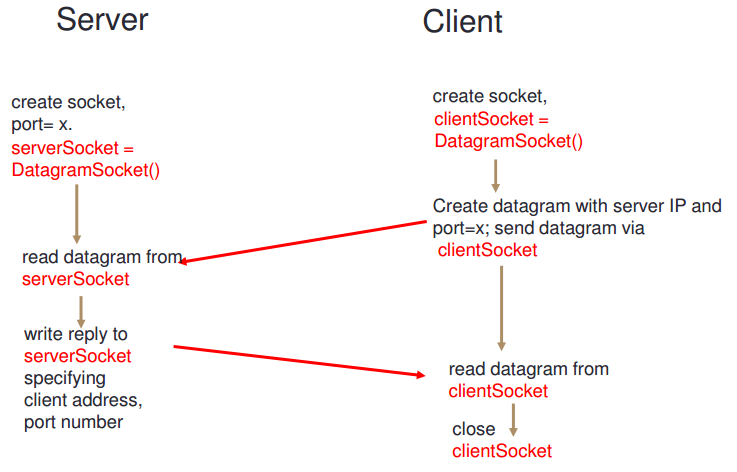 Server
create socket,
port= x.
serverSocket =
DatagramSocket()
read datagram from
serverSocket
write reply to
serverSocket
specifying
client address,
port number
Client
create socket,
clientSocket =
DatagramSocket()
Create datagram with server IP and
port=x; send datagram via
clientSocket
read datagram from
clientSocket
close
clientSocket